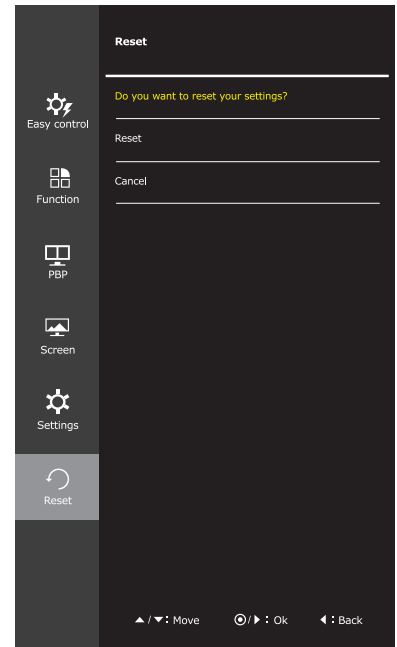 Reset
Do you want to reset your settings?
Reset
Cancel
Easy control
Function
PBP
Screen
Settings
Reset
▲/▼: Move ⦿/▶: Ok ◀: Back